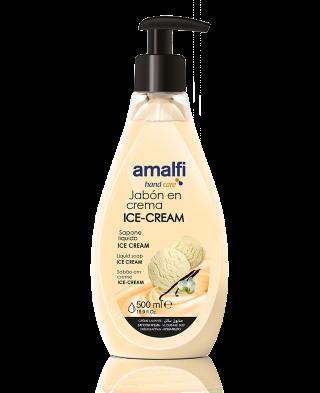 amalfi
hand care
Jabón en
crema
ICE-CREAM
Sapone
liquido
ICE CREAM
Liquid soap
ICE CREAM
Sabão em
creme
ICE-CREAM
500 ml e